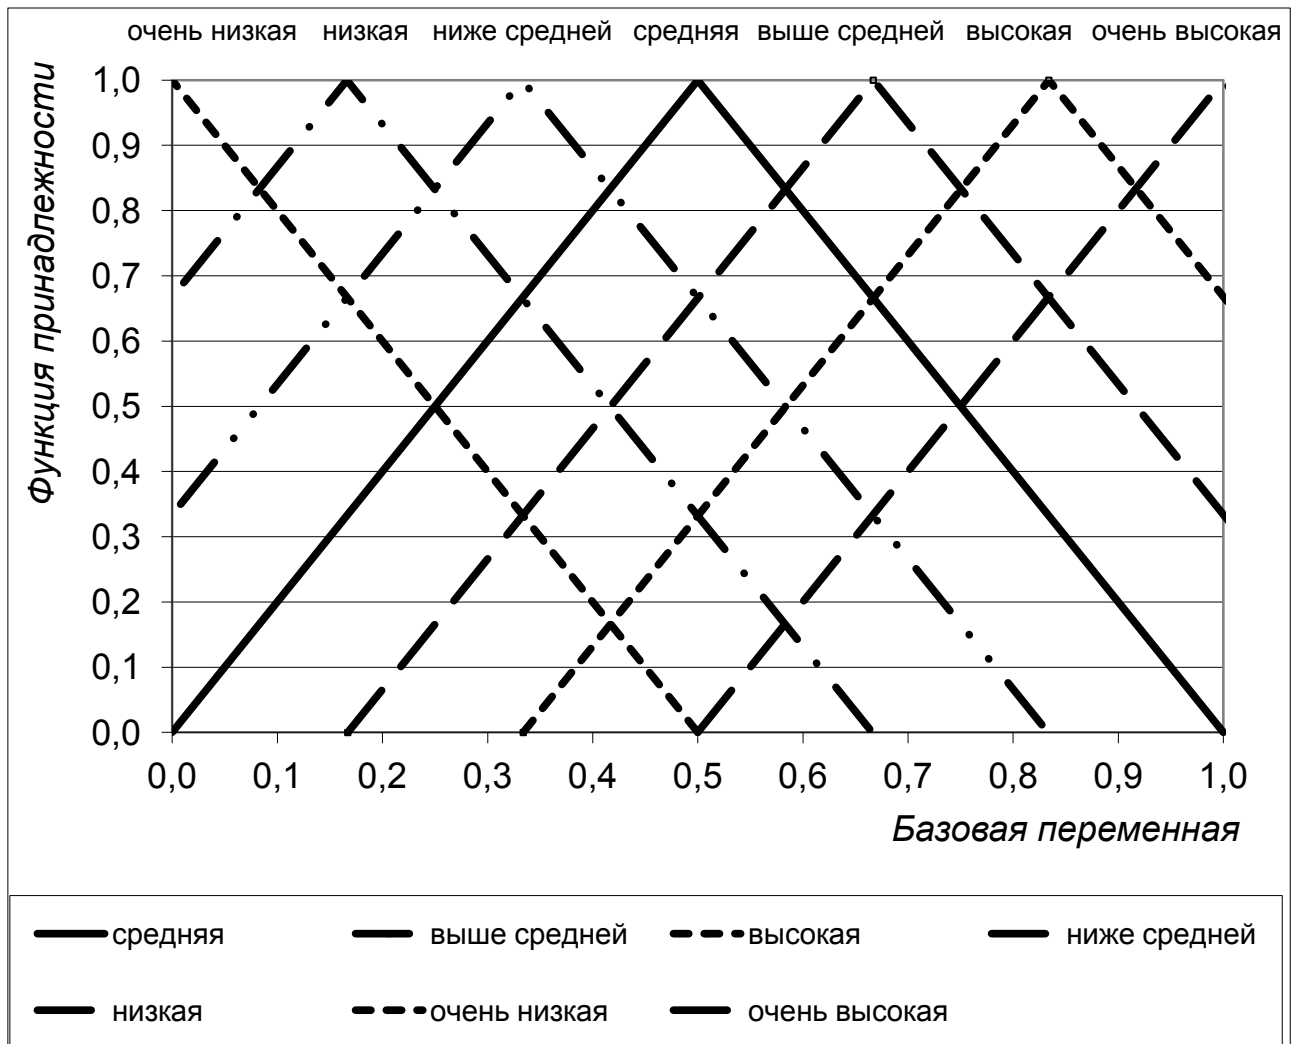 очень низкая низкая ниже средней средняя выше средней высокая очень высокая
Функция принадлежности
1,0
0,9
0,8
0,7
0,6
0,5
0,4
0,3
0,2
0,1
0,0
0,0 0,1 0,2 0,3 0,4 0,5 0,6 0,7 0,8 0,9 1,0
Базовая переменная
средняя выше средней высокая ниже средней
низкая очень низкая очень высокая